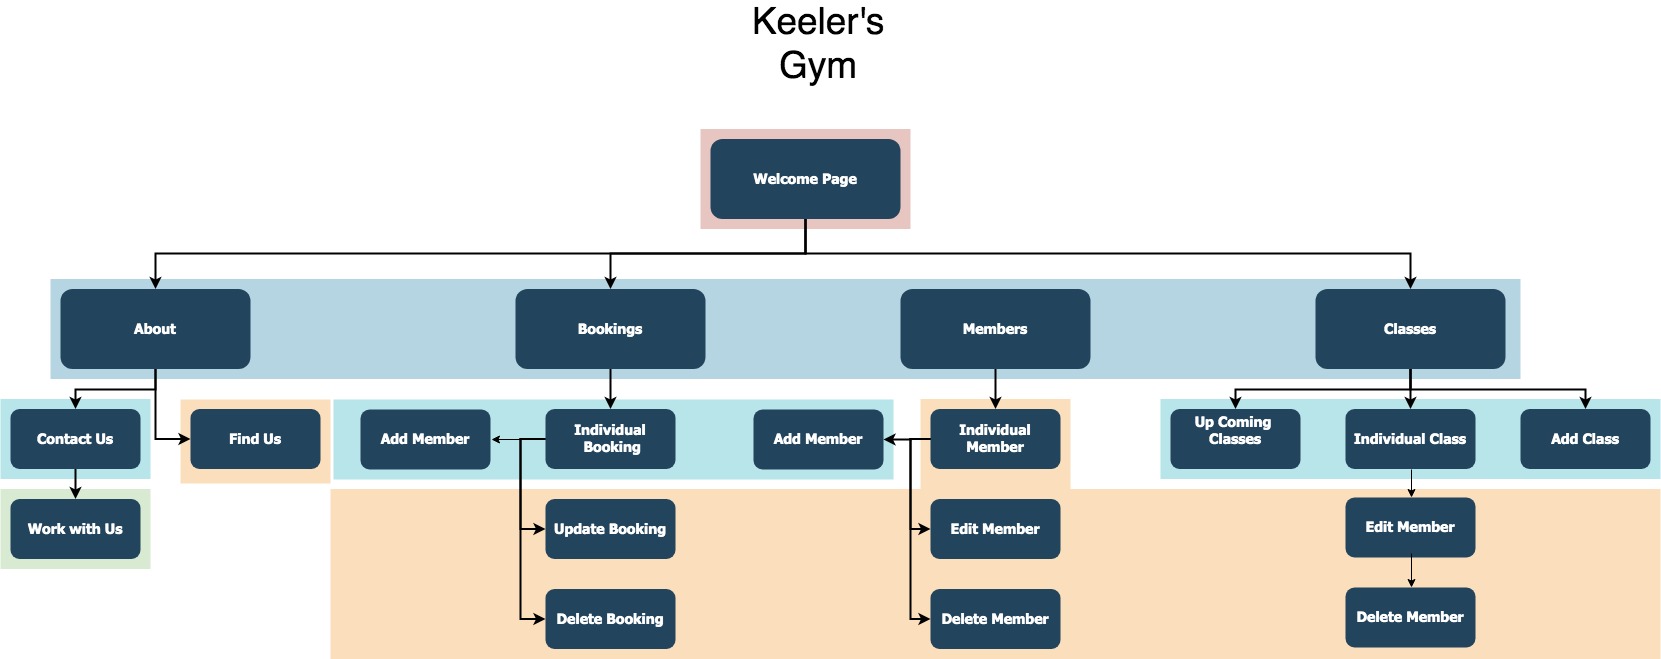 Keeler's
Gym
Welcome Page
About
Bookings
Members
Classes
Contact Us
Find Us
Add Member
Individual
Booking
Add Member
Individual
Member
Up Coming
Classes
Individual Class
Add Class
Work with Us
Update Booking
Edit Member
Edit Member
Delete Booking
Delete Member
Delete Member